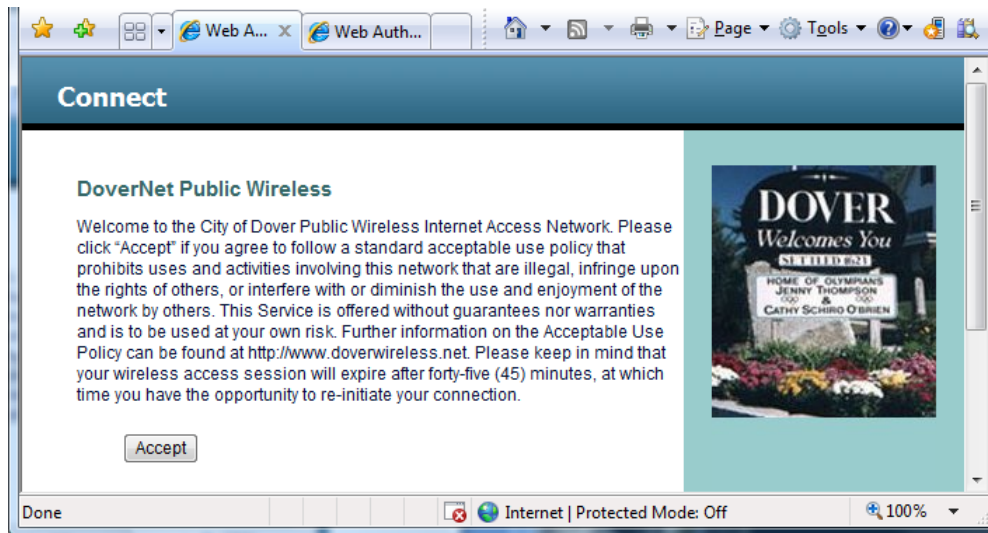 Web A...
Web Auth...
Page
Tools
Connect
DoverNet Public Wireless
Welcome to the City of Dover Public Wireless Internet Access Network. Please
click “Accept” if you agree to follow a standard acceptable use policy that
prohibits uses and activities involving this network that are illegal, infringe upon
the rights of others, or interfere with or diminish the use and enjoyment of the
network by others. This Service is offered without guarantees nor warranties
and is to be used at your own risk. Further information on the Acceptable Use
Policy can be found at http://www.doverwireless.net. Please keep in mind that
your wireless access session will expire after forty-five (45) minutes, at which
time you have the opportunity to re-initiate your connection.
Accept
DOVER
Welcomes You
SETTLED 1623
HOME OF OLYMPIANS
JENNY THOMPSON
&
CATHY SCHIRO O'BRIEN
Done
Internet | Protected Mode: Off
100%